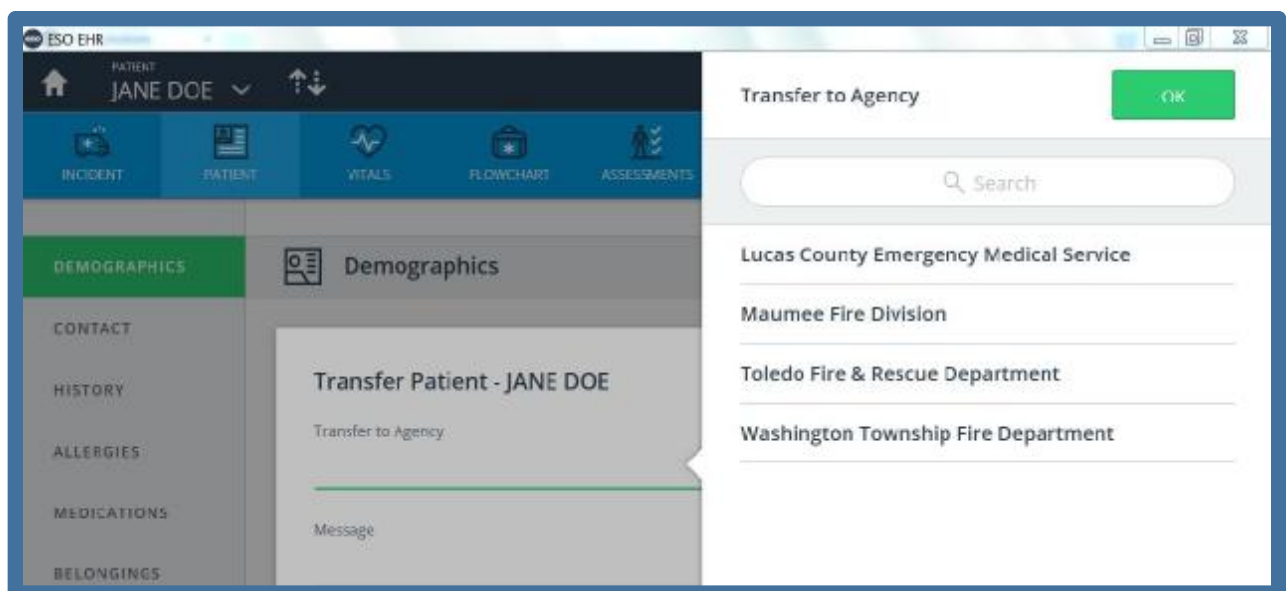 ESO EHR
PATIENT
JANE DOE
INCIDENT
PATIENT
VITALS
FLOWCHART
ASSESSMENTS
DEMOGRAPHICS
CONTACT
HISTORY
ALLERGIES
MEDICATIONS
BELONGINGS
Demographics
Transfer Patient - JANE DOE
Transfer to Agency
Message
Transfer to Agency
OK
Search
Lucas County Emergency Medical Service
Maumee Fire Division
Toledo Fire & Rescue Department
Washington Township Fire Department